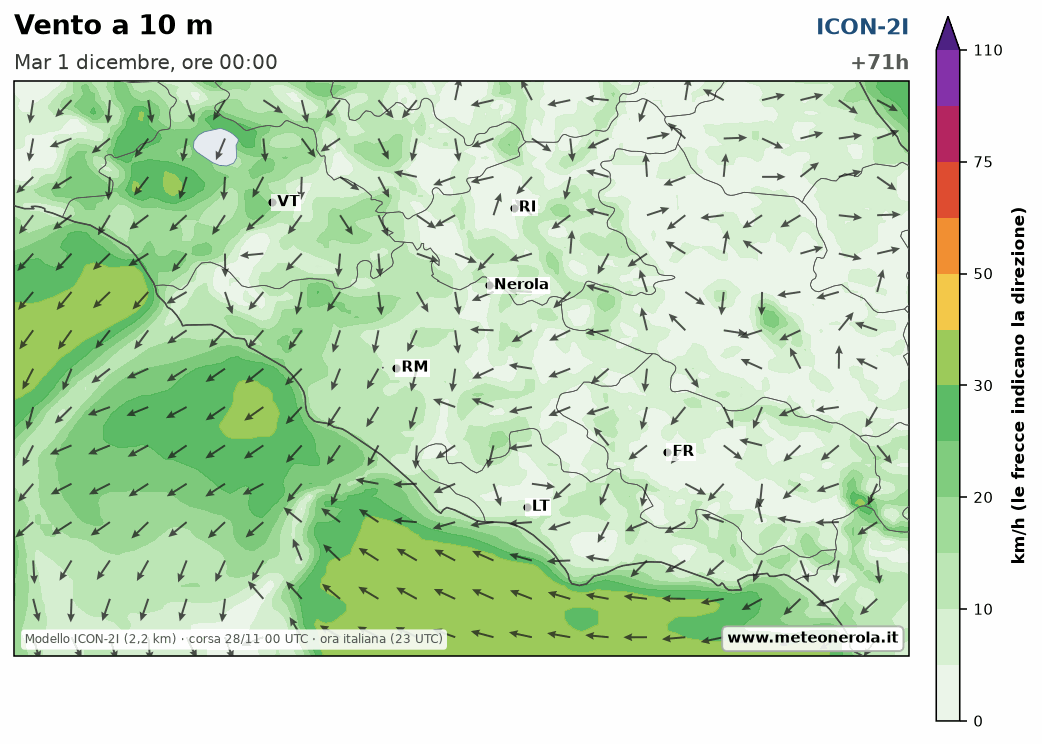 Vento a 10 m
ICON-2I
Mar 1 dicembre, ore 00:00
+71h
110
75
50
30
20
10
0
km/h (le frecce indicano la direzione)
VT
RI
Nerola
RM
FR
LT
Modello ICON-2I (2,2 km) · corsa 28/11 00 UTC · ora italiana (23 UTC)
www.meteonerola.it